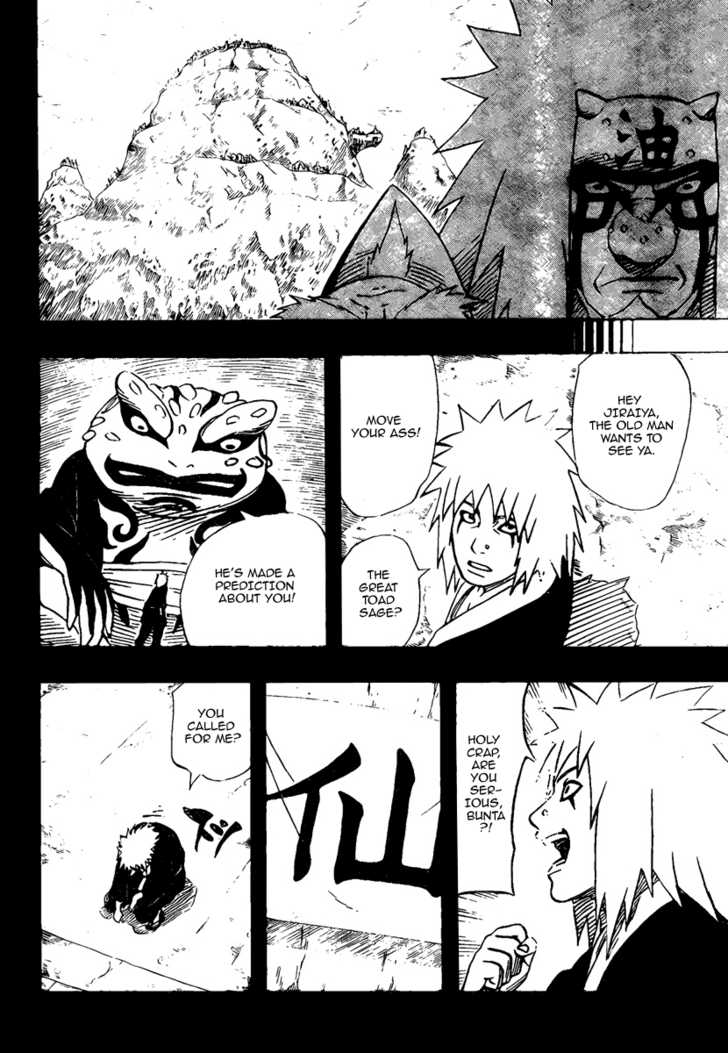 油
HEY
JIRAIYA,
THE OLD MAN
WANTS TO
SEE YA.
MOVE
YOUR ASS!
THE
GREAT
TOAD
SAGE?
HE'S MADE A
PREDICTION
ABOUT YOU!
HOLY
CRAP,
ARE
YOU
SER-
IOUS,
BUNTA
?!
仙
YOU
CALLED
FOR ME?